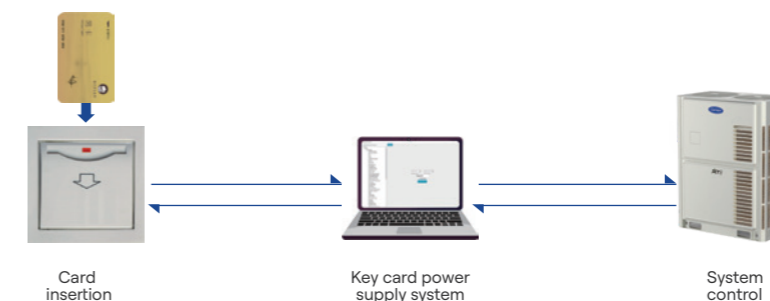 Card
insertion
Key card power
supply system
System
control